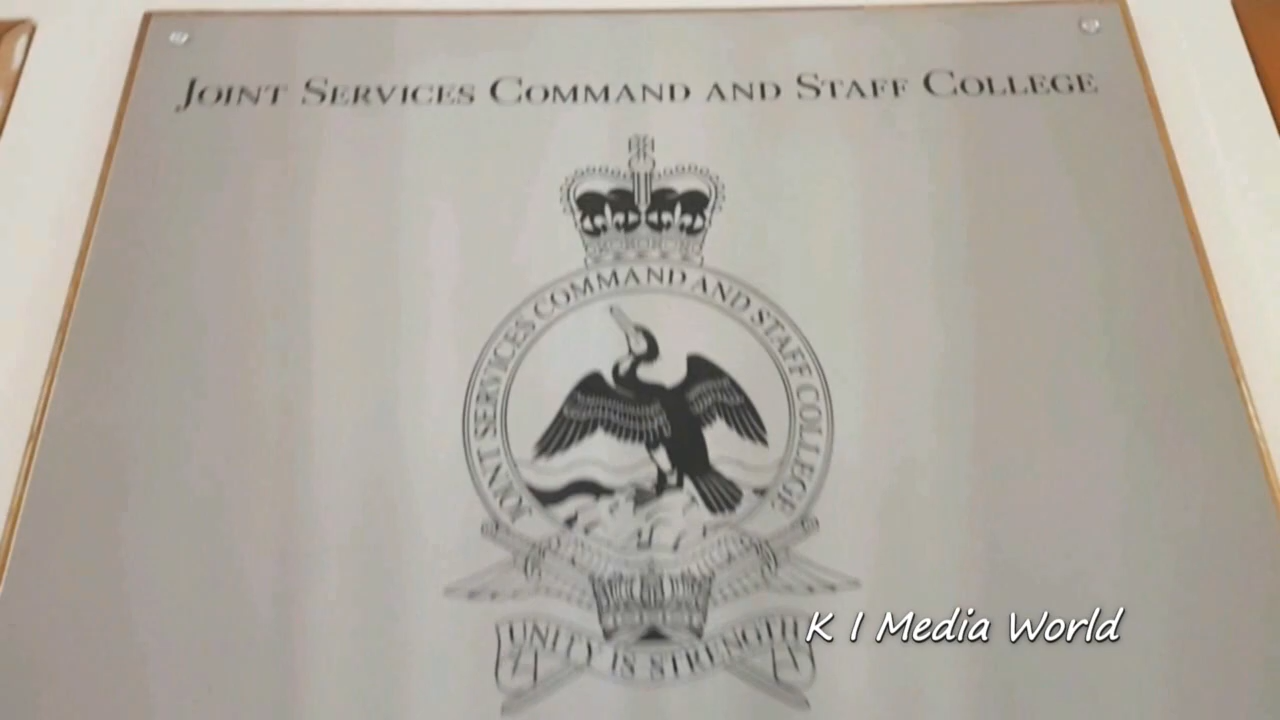 JOINT SERVICES COMMAND AND STAFF COLLEGE
JOINT SERVICES COMMAND AND STAFF COLLEGE
UNITY IS STRENGTH
K I Media World